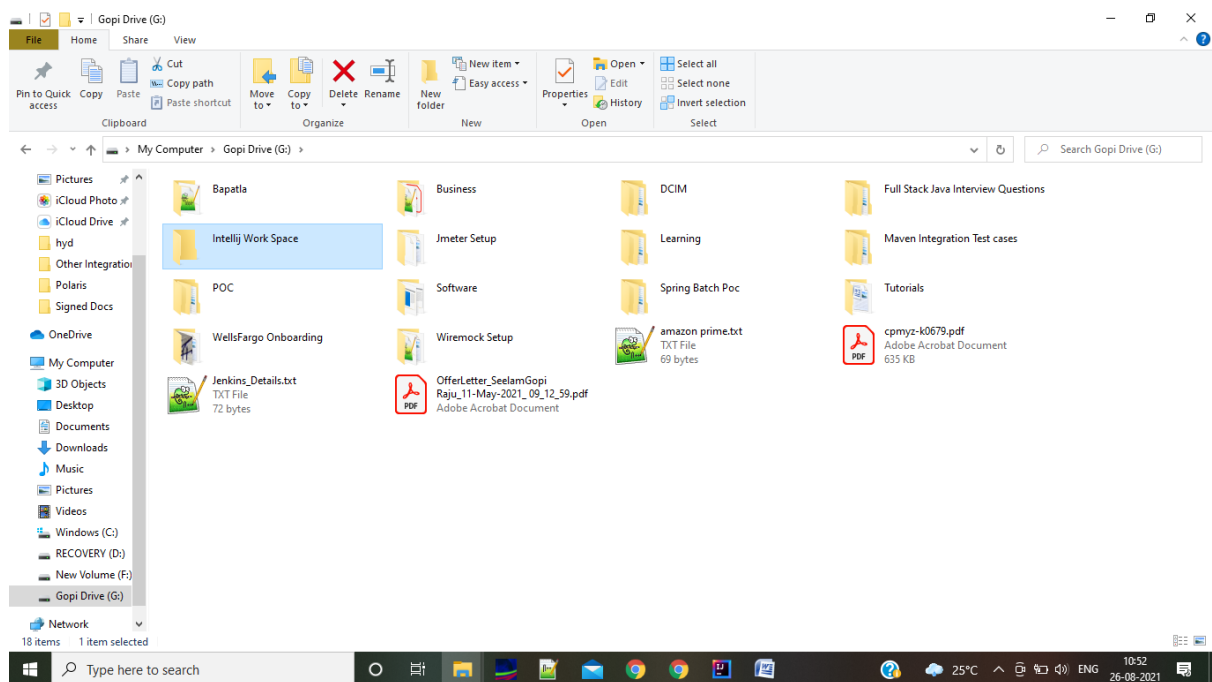 Gopi Drive (G:)
File Home Share View
Pin to Quick access
Copy
Paste
Cut
Copy path
Paste shortcut
Move to
Copy to
Delete
Rename
New folder
New item
Easy access
Properties
Open
Edit
History
Select all
Select none
Invert selection
Clipboard Organize New Open Select
My Computer > Gopi Drive (G:) >
Search Gopi Drive (G:)
Pictures
iCloud Photo
iCloud Drive
hyd
Other Integration
Polaris
Signed Docs
OneDrive
My Computer
3D Objects
Desktop
Documents
Downloads
Music
Pictures
Videos
Windows (C:)
RECOVERY (D:)
New Volume (F:)
Gopi Drive (G:)
Network
Bapatla
Business
DCIM
Full Stack Java Interview Questions
Intellij Work Space
Jmeter Setup
Learning
Maven Integration Test cases
POC
Software
Spring Batch Poc
Tutorials
WellsFargo Onboarding
Wiremock Setup
amazon prime.txt
TXT File
69 bytes
cpmyz-k0679.pdf
Adobe Acrobat Document
635 KB
Jenkins_Details.txt
TXT File
72 bytes
OfferLetter_SeelamGopi
Raju_11-May-2021_ 09_12_59.pdf
Adobe Acrobat Document
18 items 1 item selected
Type here to search
25°C
ENG
10:52
26-08-2021